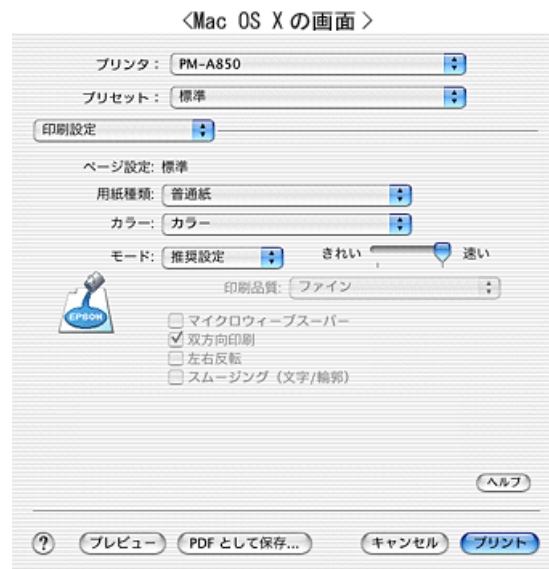 <Mac OS X の画面>
プリンタ： PM-A850
プリセット： 標準
印刷設定
ページ設定: 標準
用紙種類: 普通紙
カラー: カラー
モード: 推奨設定 きれい 速い
印刷品質: ファイン
EPSON
マイクロウィーブスーパー
双方向印刷
左右反転
スムージング（文字/輪郭）
ヘルプ
? プレビュー PDF として保存... キャンセル プリント